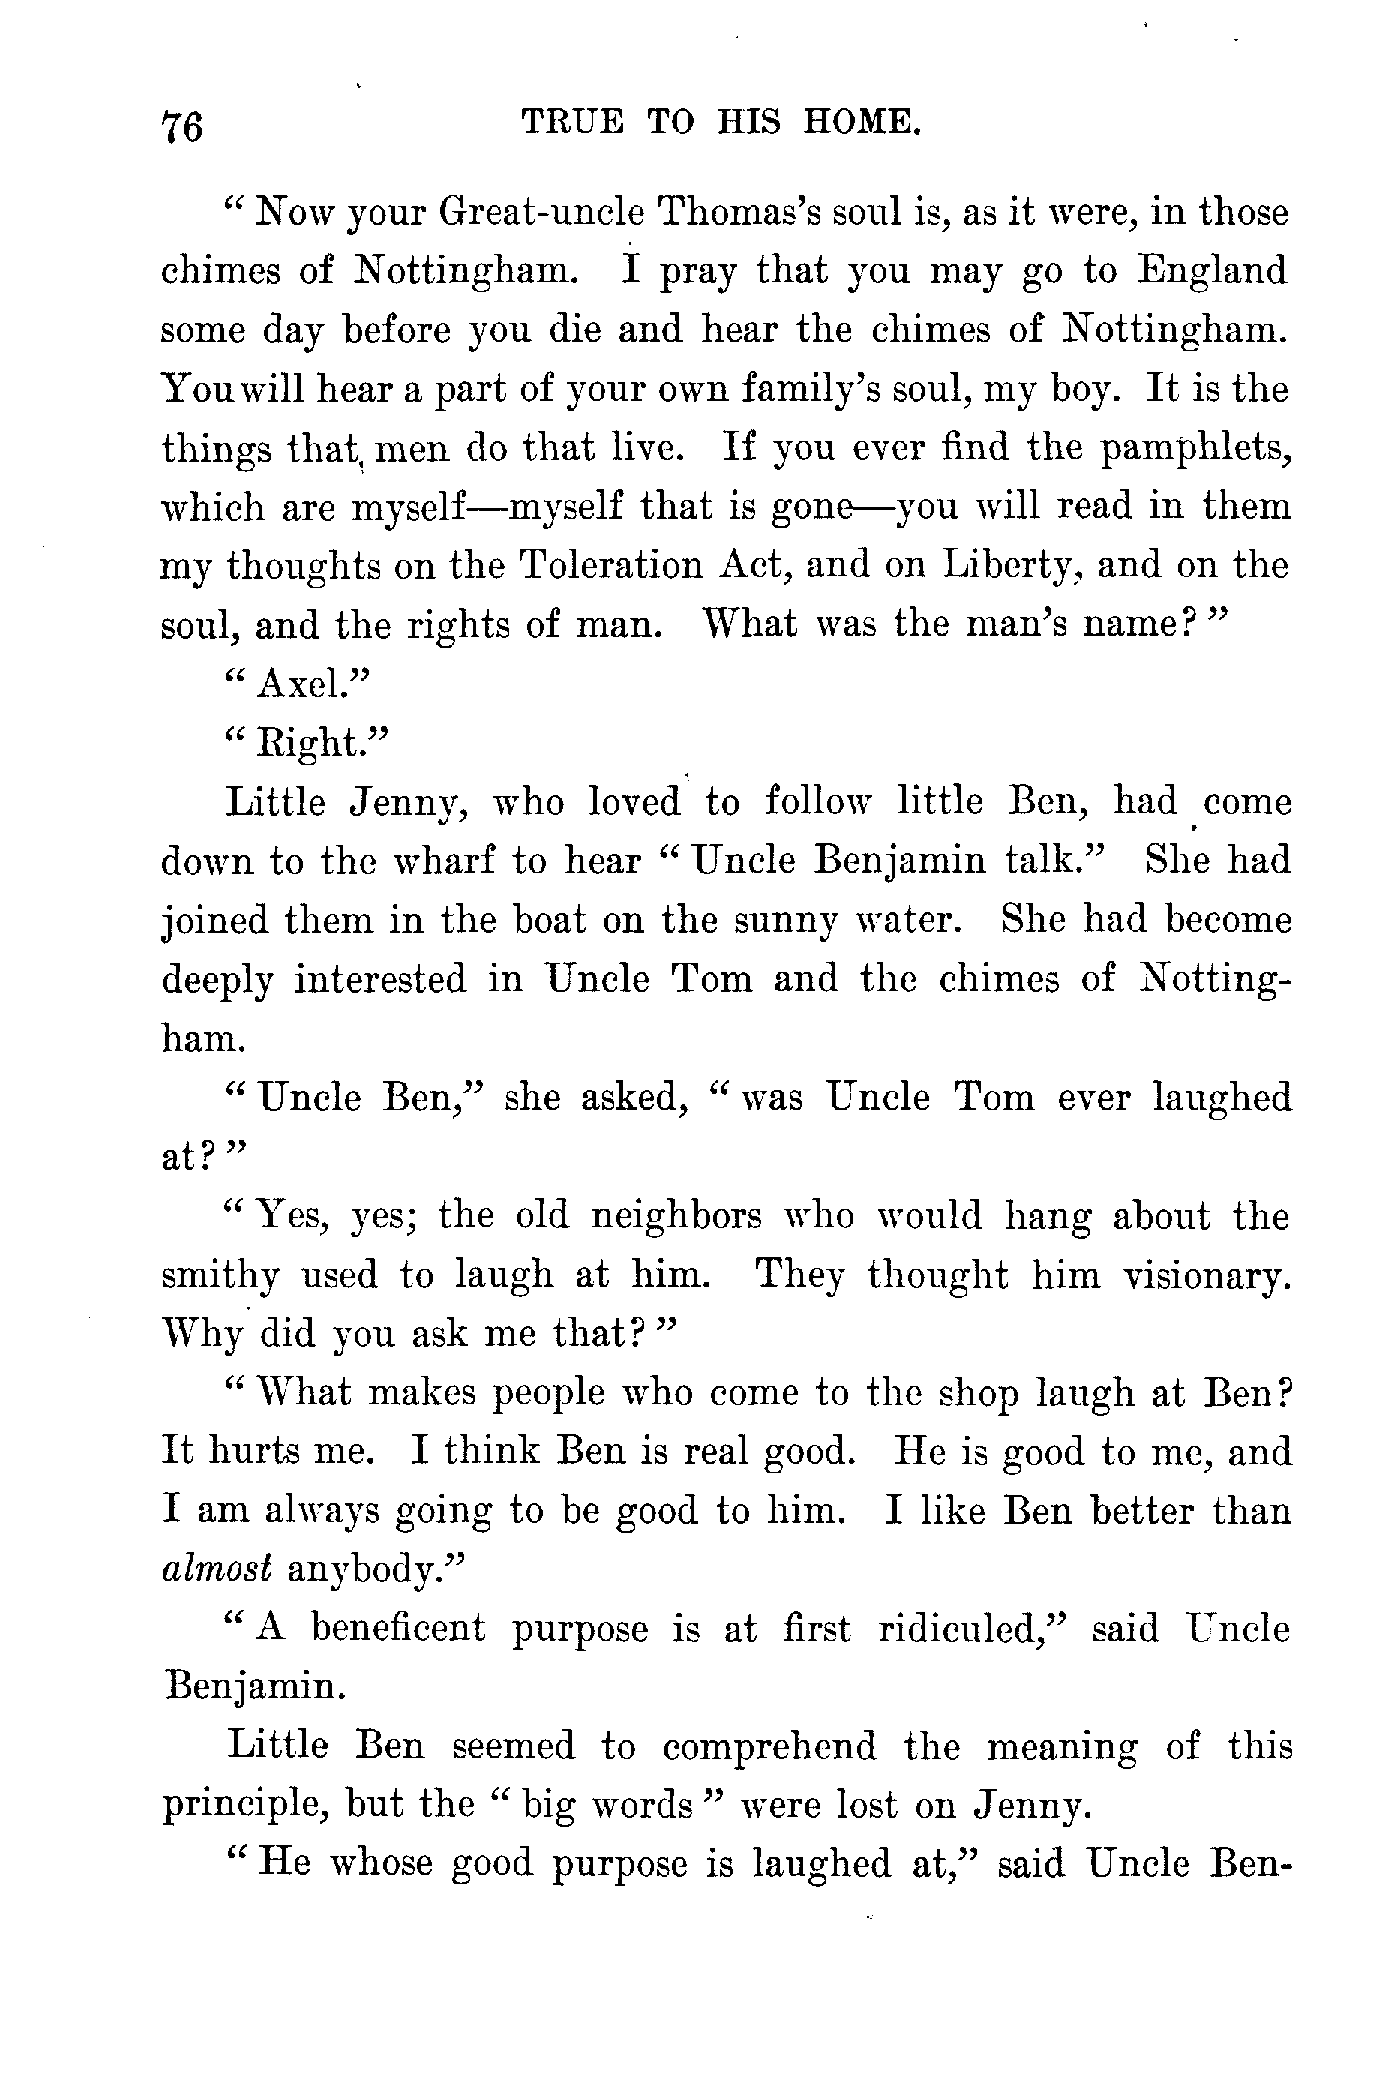 76 TRUE TO HIS HOME.
“ Now your Great-uncle Thomas’s soul is, as it were, in those
chimes of Nottingham. I pray that you may go to England
some day before you die and hear the chimes of Nottingham.
You will hear a part of your own family’s soul, my boy. It is the
things that men do that live. If you ever find the pamphlets,
which are myself—myself that is gone—you will read in them
my thoughts on the Toleration Act, and on Liberty, and on the
soul, and the rights of man. What was the man’s name? ”
“ Axel.”
“ Right.”
Little Jenny, who loved to follow little Ben, had come
down to the wharf to hear “ Uncle Benjamin talk.” She had
joined them in the boat on the sunny water. She had become
deeply interested in Uncle Tom and the chimes of Notting-
ham.
“ Uncle Ben,” she asked, “ was Uncle Tom ever laughed
at? ”
“ Yes, yes; the old neighbors who would hang about the
smithy used to laugh at him. They thought him visionary.
Why did you ask me that? ”
“ What makes people who come to the shop laugh at Ben?
It hurts me. I think Ben is real good. He is good to me, and
I am always going to be good to him. I like Ben better than
almost anybody.”
“ A beneficent purpose is at first ridiculed,” said Uncle
Benjamin.
Little Ben seemed to comprehend the meaning of this
principle, but the “ big words ” were lost on Jenny.
“ He whose good purpose is laughed at,” said Uncle Ben-